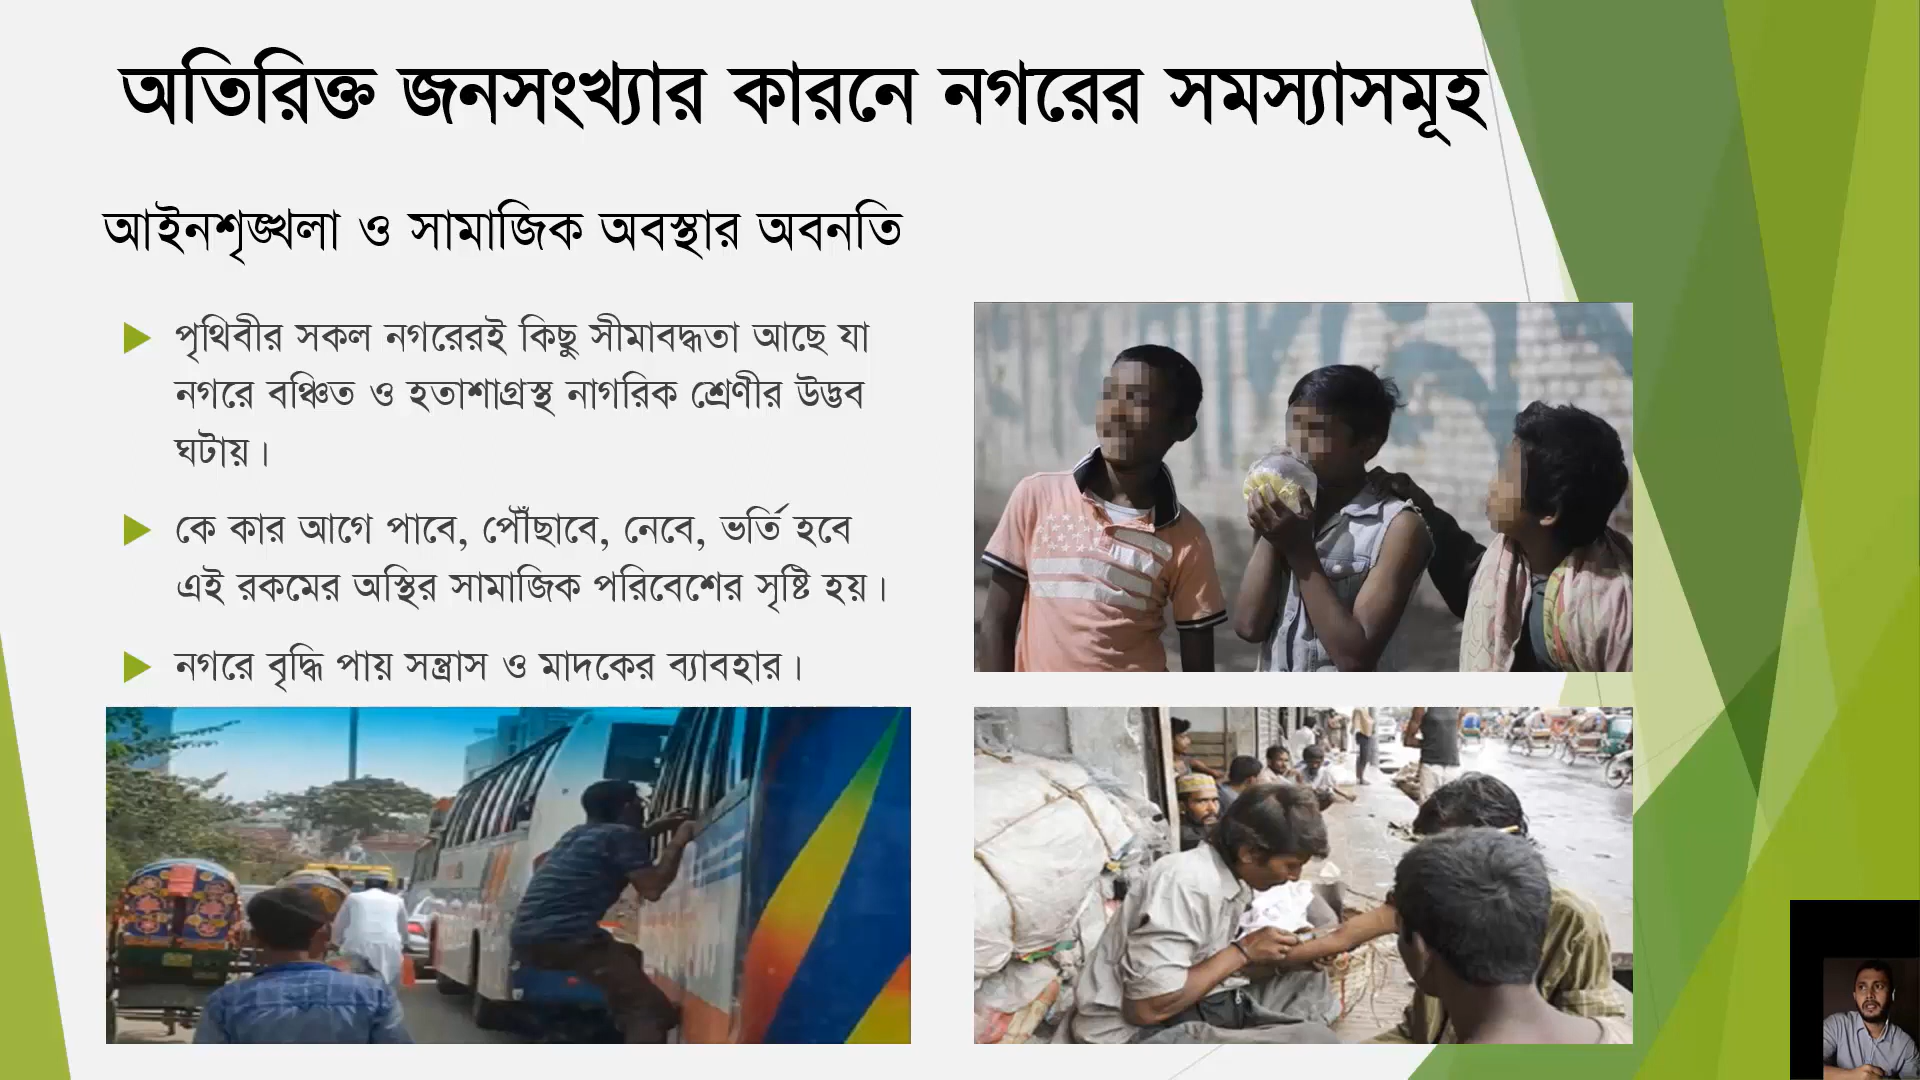 অতিরিক্ত জনসংখ্যার কারনে নগরের সমস্যাসমূহ
আইনশৃঙ্খলা ও সামাজিক অবস্থার অবনতি
পৃথিবীর সকল নগরেরই কিছু সীমাবদ্ধতা আছে যা
নগরে বঞ্চিত ও হতাশাগ্রস্থ নাগরিক শ্রেণীর উদ্ভব
ঘটায়।
কে কার আগে পাবে, পৌঁছাবে, নেবে, ভর্তি হবে
এই রকমের অস্থির সামাজিক পরিবেশের সৃষ্টি হয়।
নগরে বৃদ্ধি পায় সন্ত্রাস ও মাদকের ব্যাবহার।